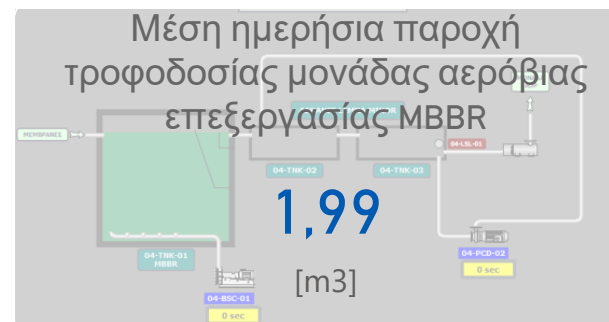 Μέση ημερήσια παροχή
τροφοδοσίας μονάδας αερόβιας
επεξεργασίας MBBR
ΜΕΜΒΡΑΝΕΣ
04-LSL-01
04-TNK-02
04-TNK-03
1,99
04-TNK-01
MBBR
04-PCD-02
0 sec
[m3]
04-BSC-01
0 sec